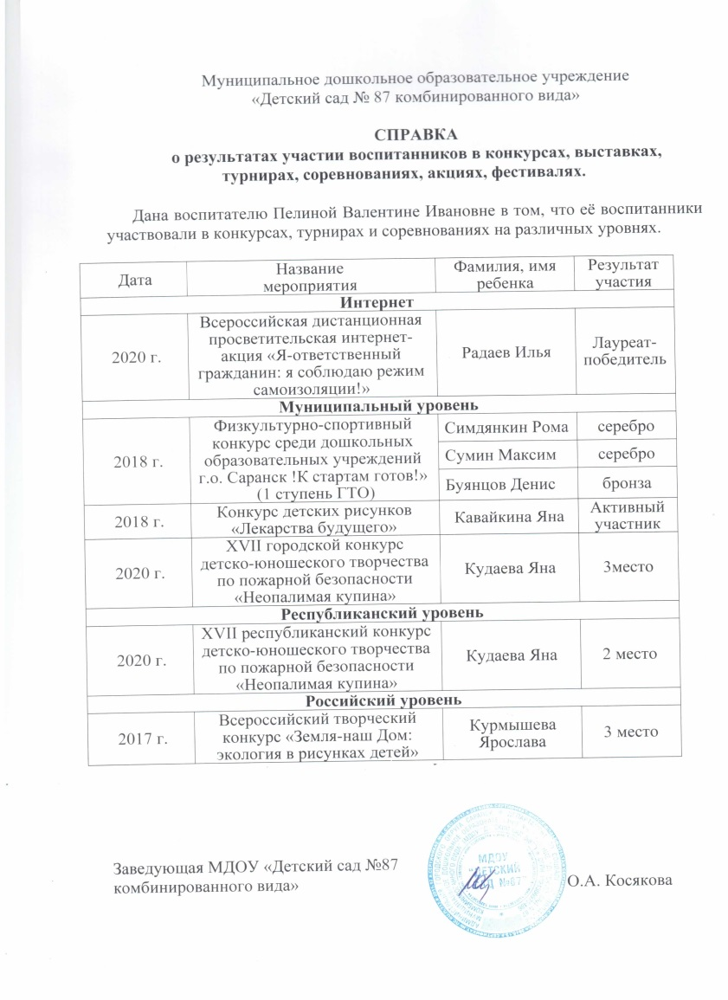 Муниципальное дошкольное образовательное учреждение
«Детский сад № 87 комбинированного вида»
СПРАВКА
о результатах участии воспитанников в конкурсах, выставках,
турнирах, соревнованиях, акциях, фестивалях.
Дана воспитателю Пелиной Валентине Ивановне в том, что её воспитанники
участвовали в конкурсах, турнирах и соревнованиях на различных уровнях.
Дата
Название
мероприятия
Фамилия, имя
ребенка
Результат
участия
Интернет
2020 г.
Всероссийская дистанционная
просветительская интернет-
акция «Я-ответственный
гражданин: я соблюдаю режим
самоизоляции!»
Радаев Илья
Лауреат-
победитель
Муниципальный уровень
2018 г.
Физкультурно-спортивный
конкурс среди дошкольных
образовательных учреждений
г.о. Саранск !К стартам готов!»
(1 ступень ГТО)
Симдянкин Рома
серебро
Сумин Максим
серебро
Буянцов Денис
бронза
2018 г.
Конкурс детских рисунков
«Лекарства будущего»
Кавайкина Яна
Активный
участник
2020 г.
XVII городской конкурс
детско-юношеского творчества
по пожарной безопасности
«Неопалимая купина»
Кудаева Яна
3место
Республиканский уровень
2020 г.
XVII республиканский конкурс
детско-юношеского творчества
по пожарной безопасности
«Неопалимая купина»
Кудаева Яна
2 место
Российский уровень
2017 г.
Всероссийский творческий
конкурс «Земля-наш Дом:
экология в рисунках детей»
Курмышева
Ярослава
3 место
Заведующая МДОУ «Детский сад №87
комбинированного вида»
МДОУ
"ДЕТСКИЙ
САД №87"
О.А. Косякова